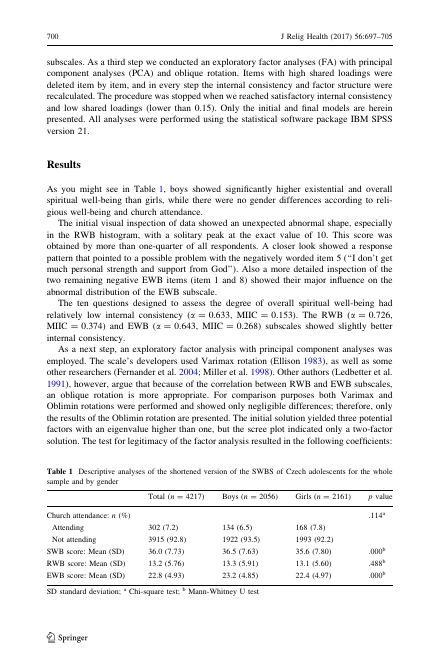 700 J Relig Health (2017) 56:697–705
subscales. As a third step we conducted an exploratory factor analyses (FA) with principal
component analyses (PCA) and oblique rotation. Items with high shared loadings were
deleted item by item, and in every step the internal consistency and factor structure were
recalculated. The procedure was stopped when we reached satisfactory internal consistency
and low shared loadings (lower than 0.15). Only the initial and final models are herein
presented. All analyses were performed using the statistical software package IBM SPSS
version 21.
Results
As you might see in Table 1, boys showed significantly higher existential and overall
spiritual well-being than girls, while there were no gender differences according to reli-
gious well-being and church attendance.
The initial visual inspection of data showed an unexpected abnormal shape, especially
in the RWB histogram, with a solitary peak at the exact value of 10. This score was
obtained by more than one-quarter of all respondents. A closer look showed a response
pattern that pointed to a possible problem with the negatively worded item 5 (“I don’t get
much personal strength and support from God”). Also a more detailed inspection of the
two remaining negative EWB items (item 1 and 8) showed their major influence on the
abnormal distribution of the EWB subscale.
The ten questions designed to assess the degree of overall spiritual well-being had
relatively low internal consistency (α = 0.633, MIIC = 0.153). The RWB (α = 0.726,
MIIC = 0.374) and EWB (α = 0.643, MIIC = 0.268) subscales showed slightly better
internal consistency.
As a next step, an exploratory factor analysis with principal component analyses was
employed. The scale’s developers used Varimax rotation (Ellison 1983), as well as some
other researchers (Fernander et al. 2004; Miller et al. 1998). Other authors (Ledbetter et al.
1991), however, argue that because of the correlation between RWB and EWB subscales,
an oblique rotation is more appropriate. For comparison purposes both Varimax and
Oblimin rotations were performed and showed only negligible differences; therefore, only
the results of the Oblimin rotation are presented. The initial solution yielded three potential
factors with an eigenvalue higher than one, but the scree plot indicated only a two-factor
solution. The test for legitimacy of the factor analysis resulted in the following coefficients:
Table 1 Descriptive analyses of the shortened version of the SWBS of Czech adolescents for the whole
sample and by gender
Total (n = 4217) Boys (n = 2056) Girls (n = 2161) p value
Church attendance: n (%) .114a
Attending 302 (7.2) 134 (6.5) 168 (7.8)
Not attending 3915 (92.8) 1922 (93.5) 1993 (92.2)
SWB score: Mean (SD) 36.0 (7.73) 36.5 (7.63) 35.6 (7.80) .000b
RWB score: Mean (SD) 13.2 (5.76) 13.3 (5.91) 13.1 (5.60) .488b
EWB score: Mean (SD) 22.8 (4.93) 23.2 (4.85) 22.4 (4.97) .000b
SD standard deviation; a Chi-square test; b Mann-Whitney U test
Springer